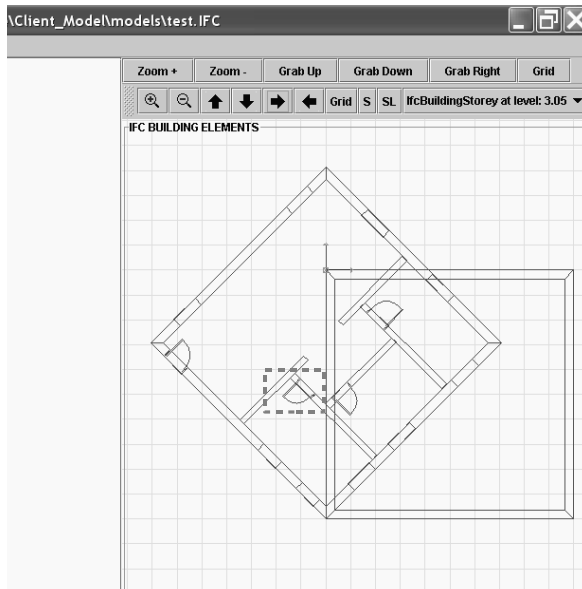 \Client_Model\models\test.IFC
Zoom + Zoom - Grab Up Grab Down Grab Right Grid
Grid S SL IfcBuildingStorey at level: 3.05
IFC BUILDING ELEMENTS